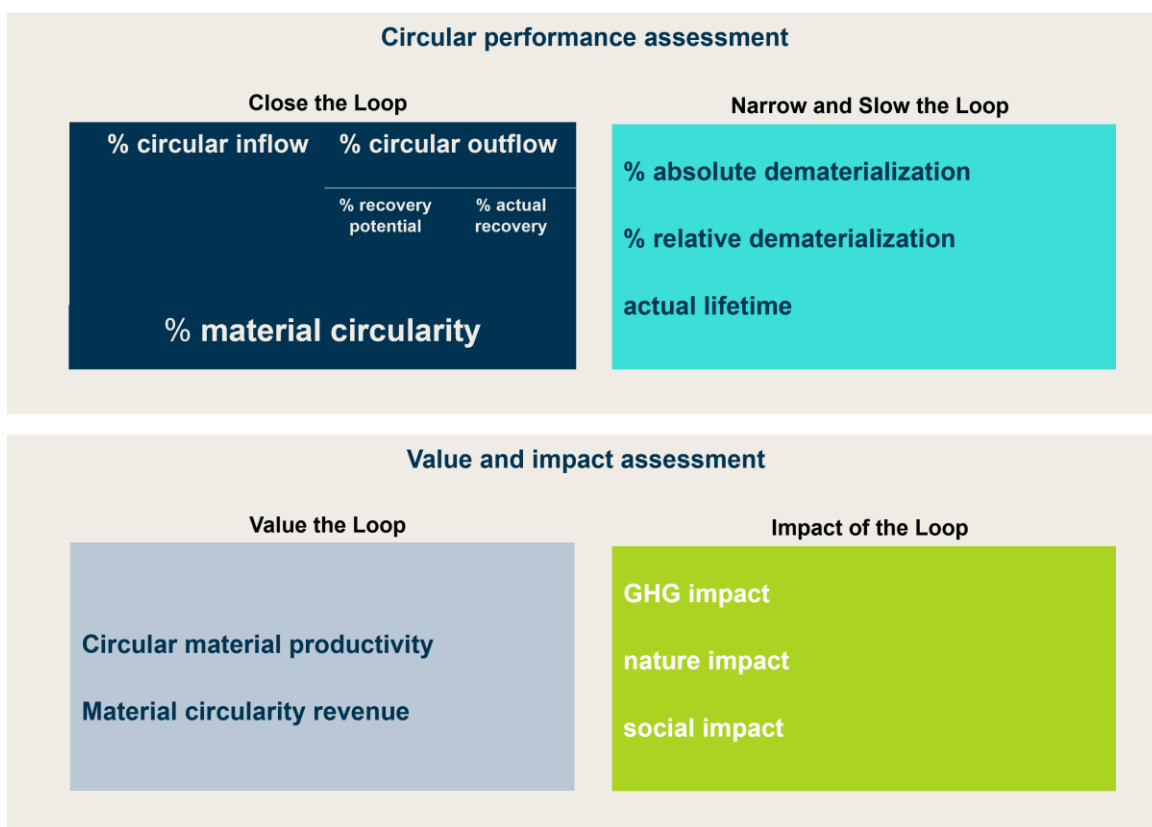 Circular performance assessment
Close the Loop
% circular inflow
% circular outflow
% recovery
potential
% actual
recovery
% material circularity
Narrow and Slow the Loop
% absolute dematerialization
% relative dematerialization
actual lifetime
Value and impact assessment
Value the Loop
Circular material productivity
Material circularity revenue
Impact of the Loop
GHG impact
nature impact
social impact